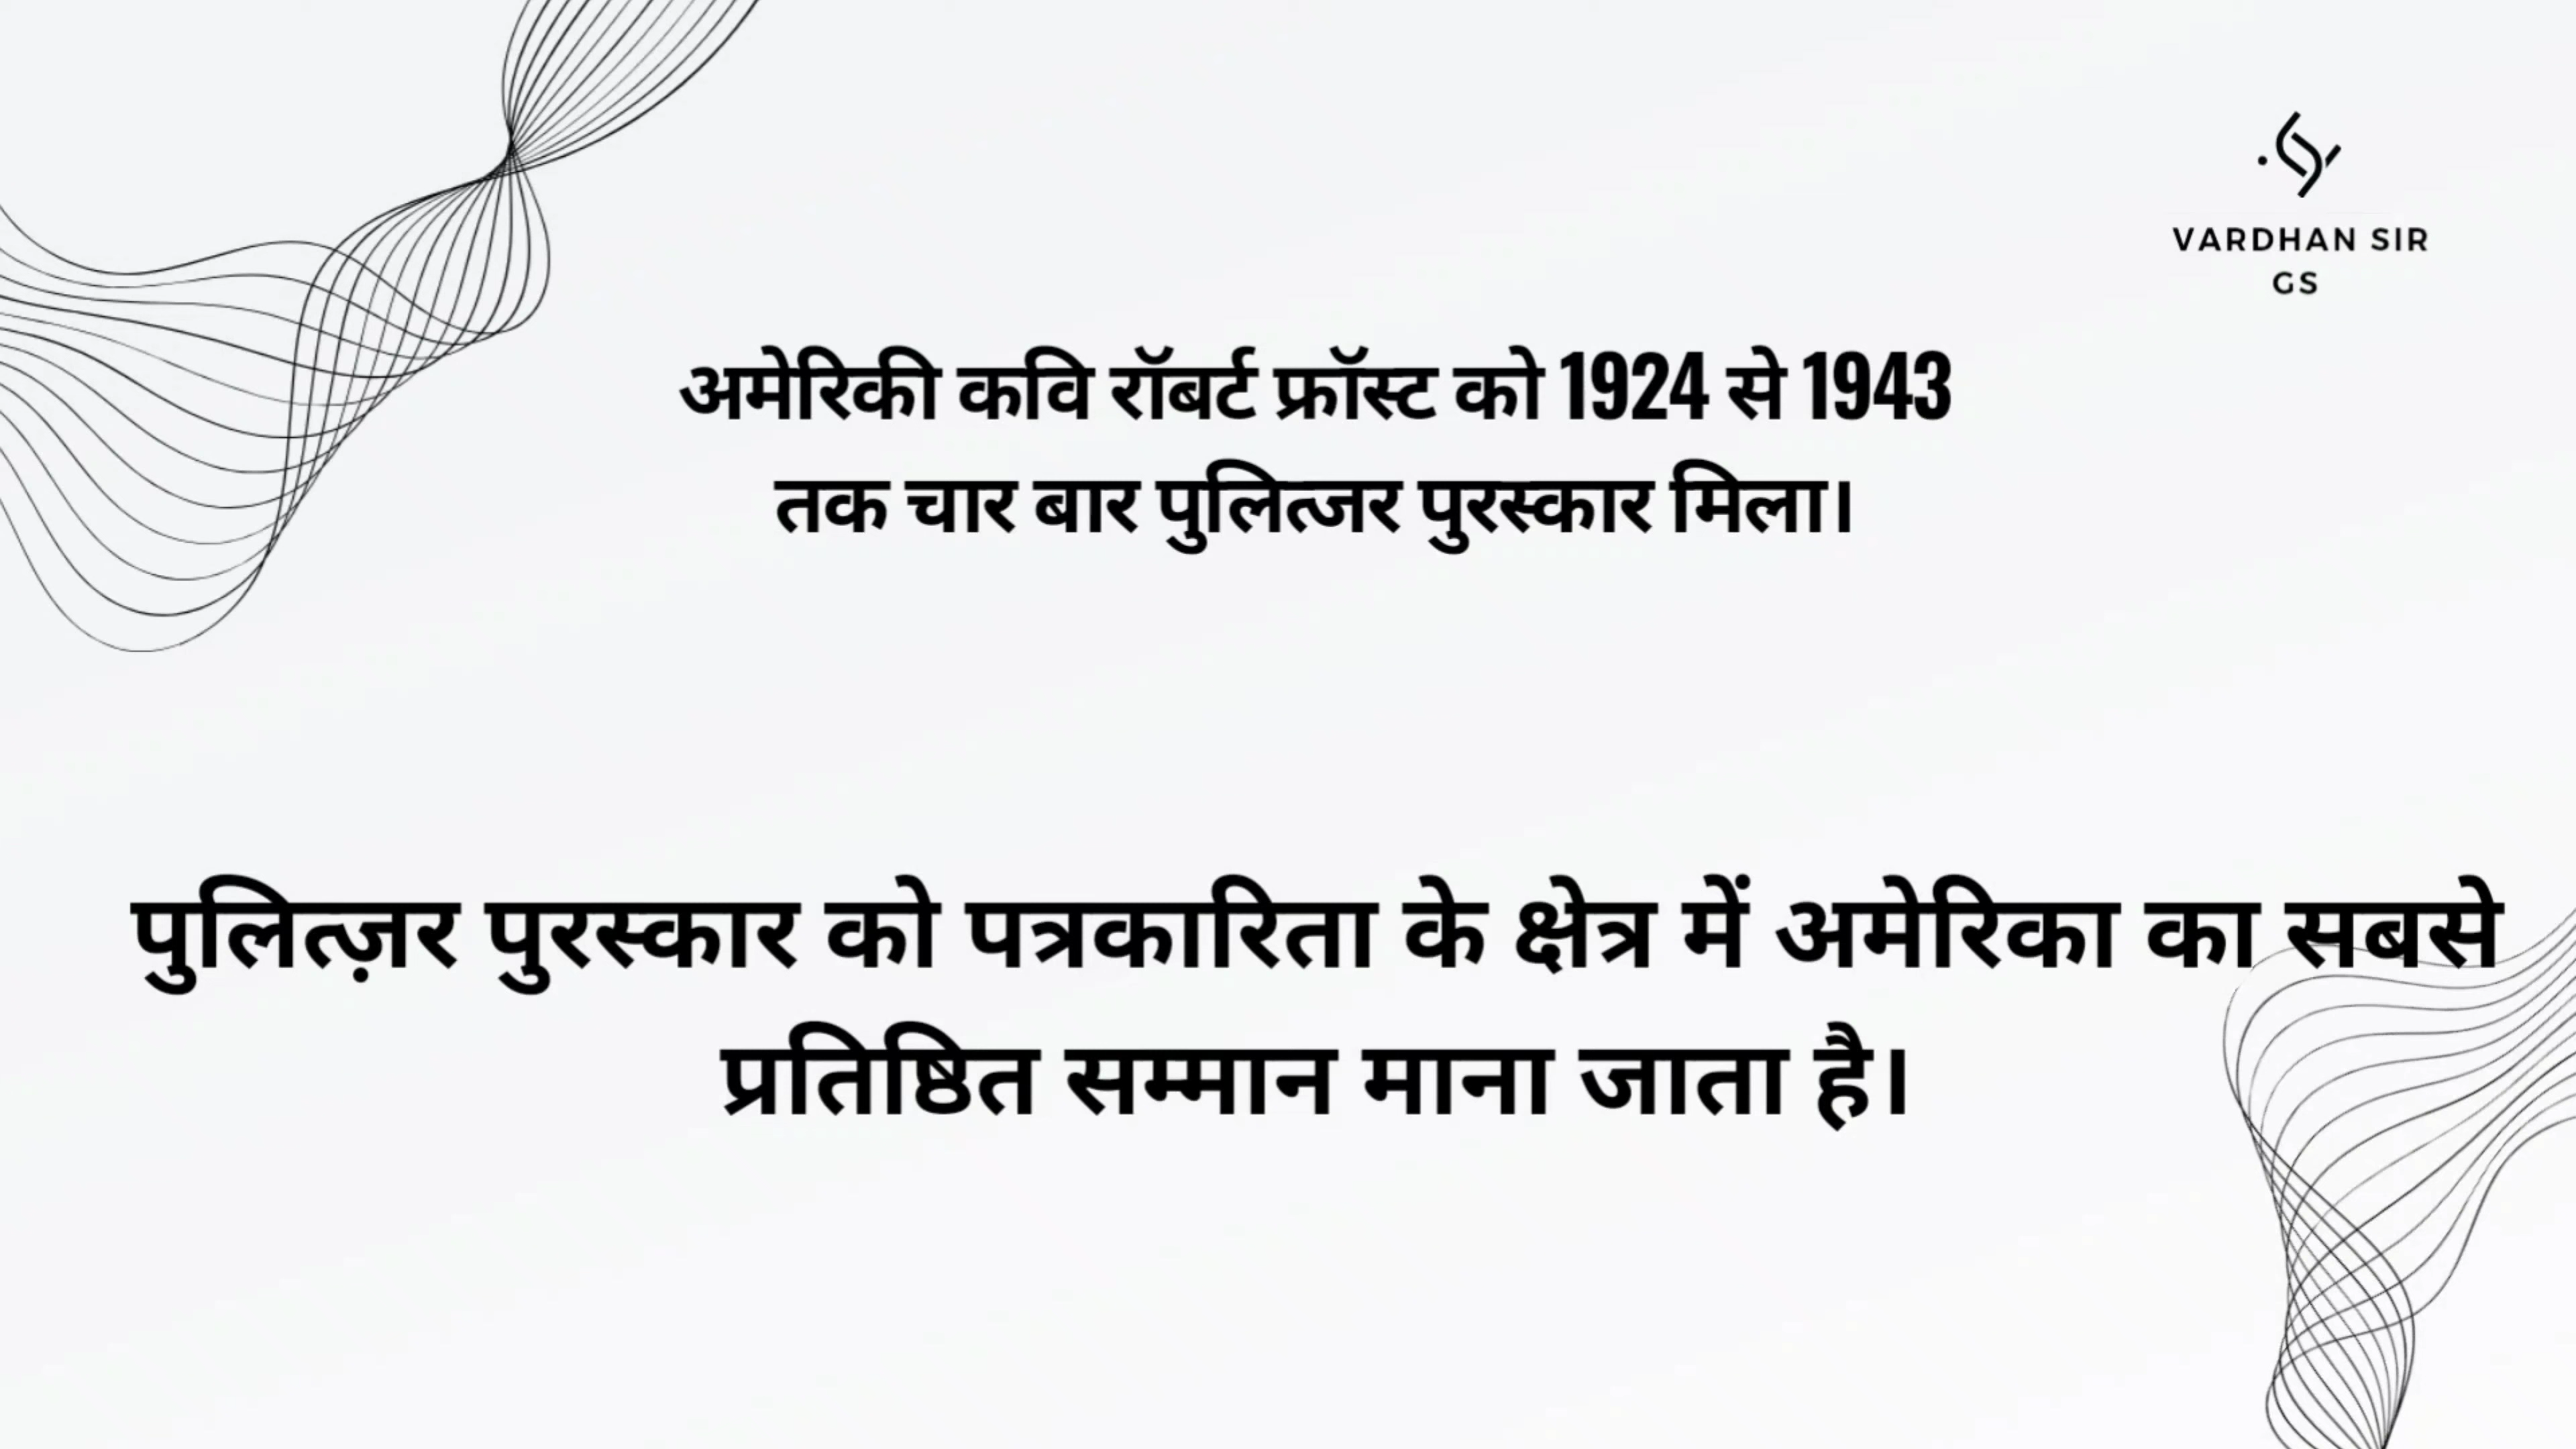 VARDHAN SIR
GS
अमेरिकी कवि रॉबर्ट फ्रॉस्ट को 1924 से 1943
तक चार बार पुलित्जर पुरस्कार मिला।
पुलित्ज़र पुरस्कार को पत्रकारिता के क्षेत्र में अमेरिका का सबसे
प्रतिष्ठित सम्मान माना जाता है।